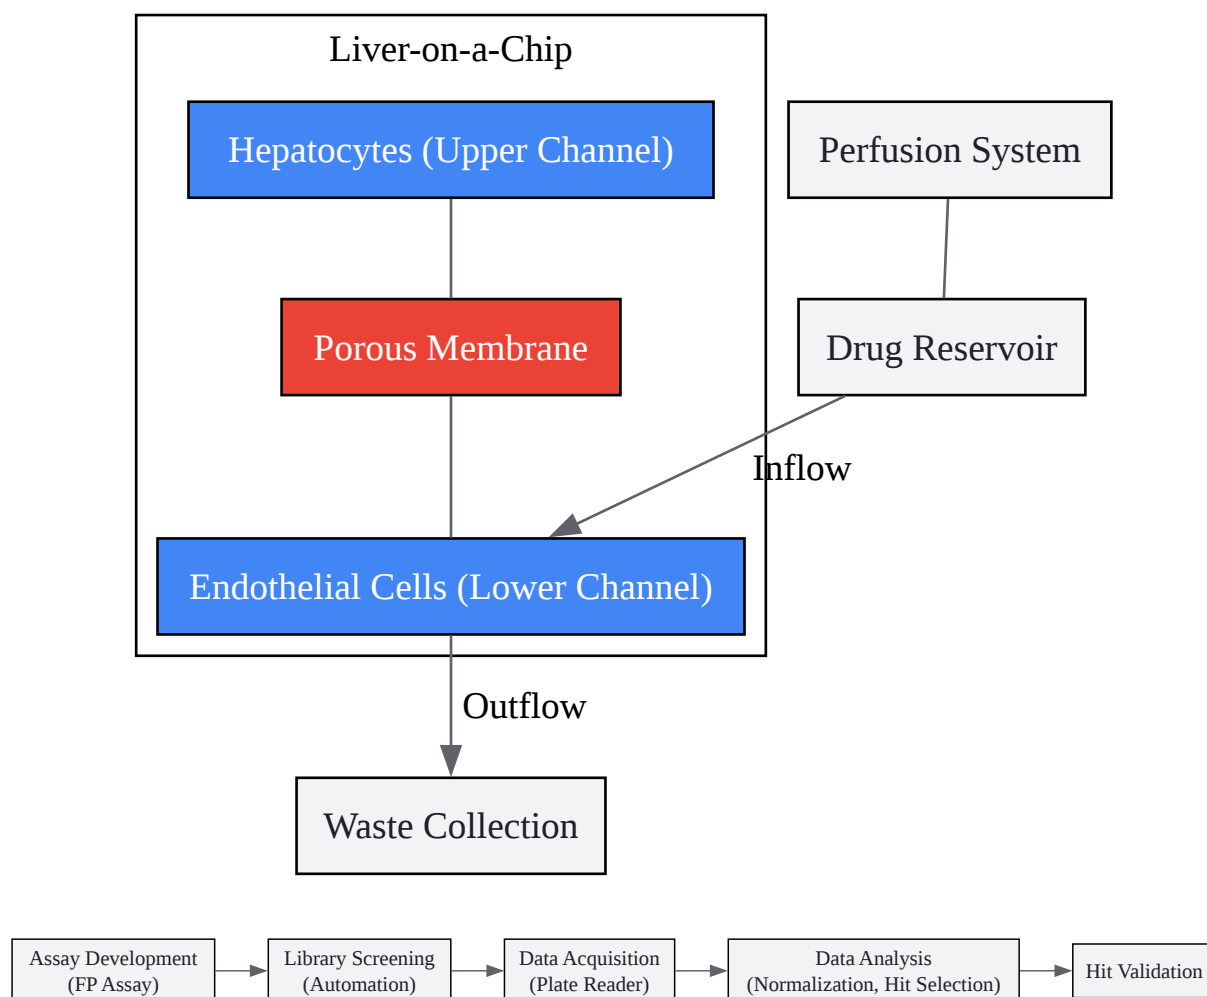 Liver-on-a-Chip
Hepatocytes (Upper Channel)
Perfusion System
Porous Membrane
Drug Reservoir
Inflow
Endothelial Cells (Lower Channel)
Outflow
Waste Collection
Assay Development
(FP Assay)
Library Screening
(Automation)
Data Acquisition
(Plate Reader)
Data Analysis
(Normalization, Hit Selection)
Hit Validation